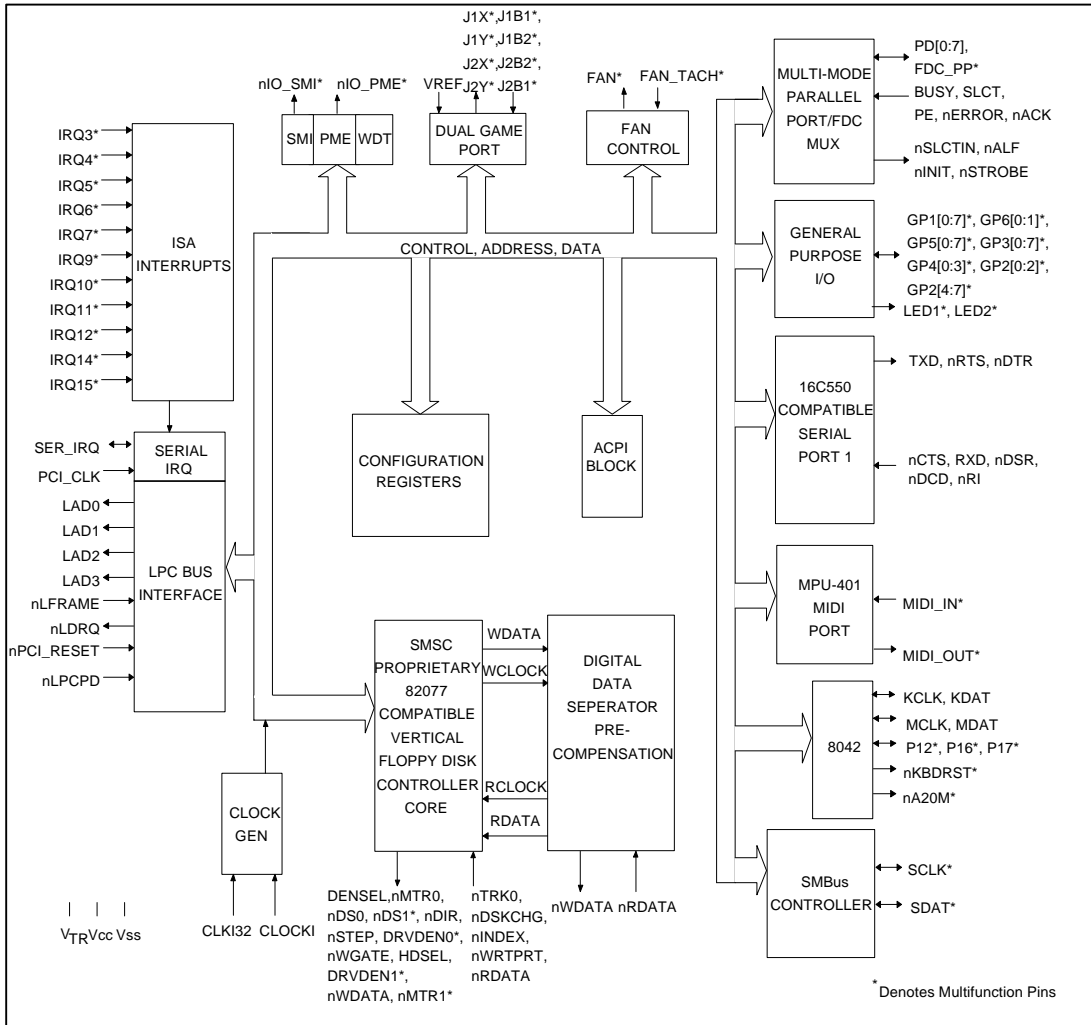 J1X*,J1B1*,
J1Y*,J1B2*,
J2X*,J2B2*,
J2Y*,J2B1*
nIO_SMI*
nIO_PME*
VREF
FAN*
FAN_TACH*
SMI
PME
WDT
DUAL GAME
PORT
FAN
CONTROL
MULTI-MODE
PARALLEL
PORT/FDC
MUX
PD[0:7],
FDC_PP*
BUSY, SLCT,
PE, nERROR, nACK
nSLCTIN, nALF
nINIT, nSTROBE
IRQ3*
IRQ4*
IRQ5*
IRQ6*
IRQ7*
IRQ9*
IRQ10*
IRQ11*
IRQ12*
IRQ14*
IRQ15*
ISA
INTERRUPTS
CONTROL, ADDRESS, DATA
GENERAL
PURPOSE
I/O
GP1[0:7]*, GP6[0:1]*,
GP5[0:7]*, GP3[0:7]*,
GP4[0:3]*, GP2[0:2]*,
GP2[4:7]*
LED1*, LED2*
16C550
COMPATIBLE
SERIAL
PORT 1
TXD, nRTS, nDTR
nCTS, RXD, nDSR,
nDCD, nRI
SER_IRQ
PCI_CLK
SERIAL
IRQ
CONFIGURATION
REGISTERS
ACPI
BLOCK
LAD0
LAD1
LAD2
LAD3
nLFRAME
nLDRQ
nPCI_RESET
nLPCPD
LPC BUS
INTERFACE
MPU-401
MIDI
PORT
MIDI_IN*
MIDI_OUT*
SMSC
PROPRIETARY
82077
COMPATIBLE
VERTICAL
FLOPPY DISK
CONTROLLER
CORE
WDATA
WCLOCK
RCLOCK
RDATA
DIGITAL
DATA
SEPERATOR
PRE-
COMPENSATION
8042
KCLK, KDAT
MCLK, MDAT
P12*, P16*, P17*
nKBDRST*
nA20M*
CLOCK
GEN
CLKI32
CLOCKI
DENSEL,nMTR0,
nDS0, nDS1*, nDIR,
nSTEP, DRVDEN0*,
nWGATE, HDSEL,
DRVDEN1*,
nWDATA, nMTR1*
nTRK0,
nDSKCHG,
nINDEX,
nWRTPRT,
nRDATA
nWDATA
nRDATA
SMBus
CONTROLLER
SCLK*
SDAT*
VTR Vcc Vss
*Denotes Multifunction Pins